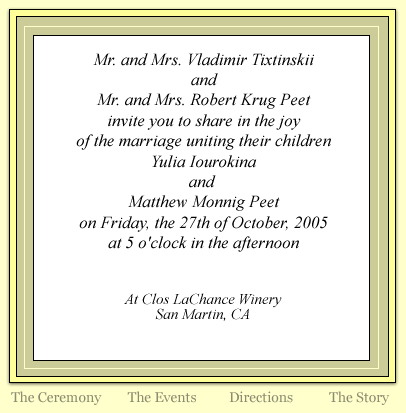 Mr. and Mrs. Vladimir Tixtinskii
and
Mr. and Mrs. Robert Krug Peet
invite you to share in the joy
of the marriage uniting their children
Yulia Iourokina
and
Matthew Monnig Peet
on Friday, the 27th of October, 2005
at 5 o'clock in the afternoon
At Clos LaChance Winery
San Martin, CA
The Ceremony The Events Directions The Story